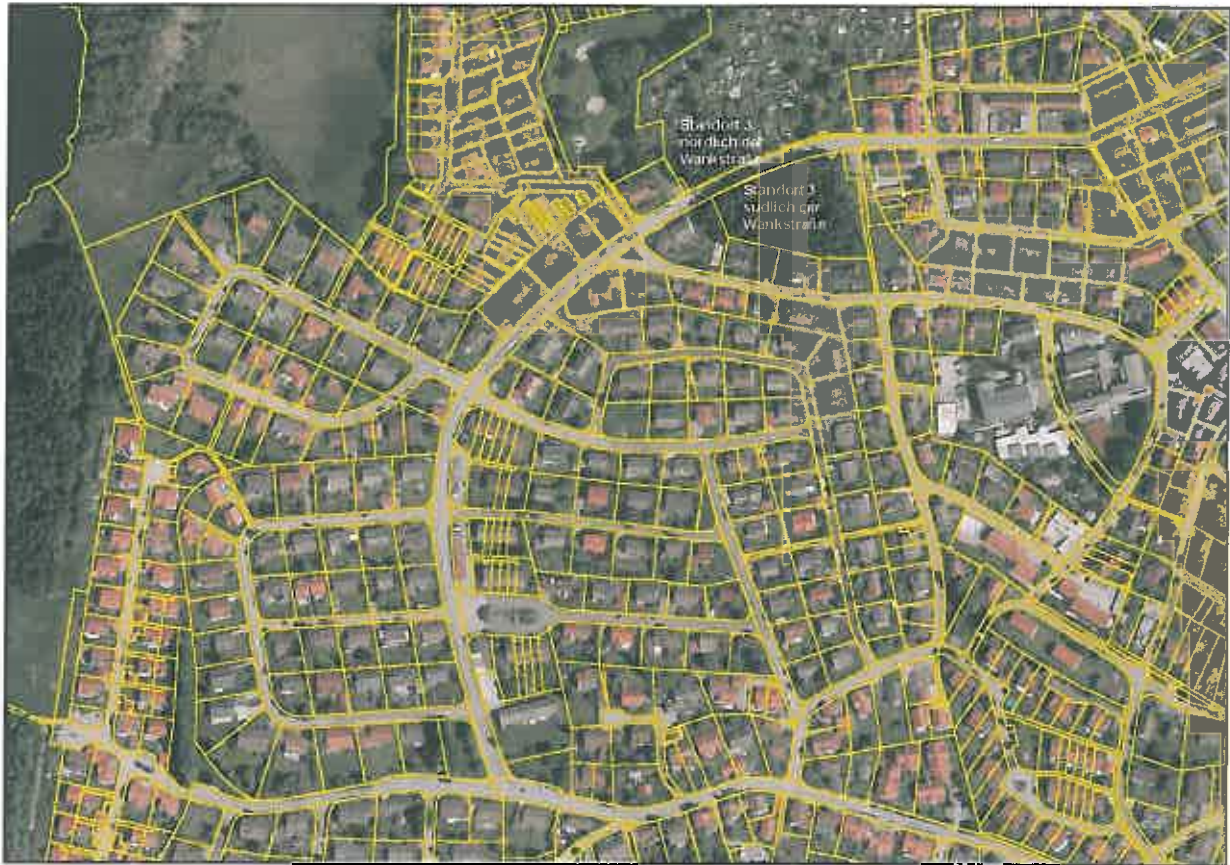 Standort 3
nördlich der
Wankstraße
Standort 3
südlich der
Wankstraße